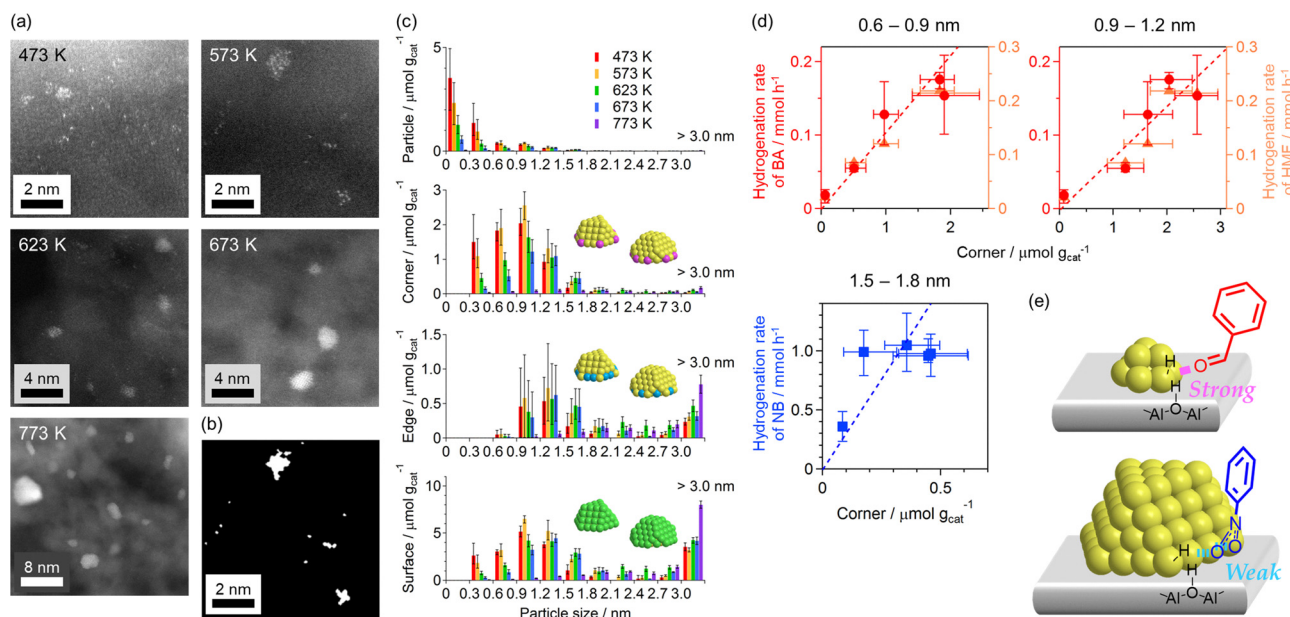 (a)
473 K
2 nm
573 K
2 nm
623 K
4 nm
673 K
4 nm
773 K
8 nm
(b)
2 nm
(c)
Particle / μmol gcat⁻¹
5
0
473 K
573 K
623 K
673 K
773 K
> 3.0 nm
0.3 0.6 0.9 1.2 1.5 1.8 2.1 2.4 2.7 3.0
Corner / μmol gcat⁻¹
3
2
1
0
> 3.0 nm
0.3 0.6 0.9 1.2 1.5 1.8 2.1 2.4 2.7 3.0
Edge / μmol gcat⁻¹
1.5
1.0
0.5
0
> 3.0 nm
0.3 0.6 0.9 1.2 1.5 1.8 2.1 2.4 2.7 3.0
Surface / μmol gcat⁻¹
10
5
0
> 3.0 nm
0.3 0.6 0.9 1.2 1.5 1.8 2.1 2.4 2.7 3.0
Particle size / nm
(d)
0.6 – 0.9 nm
Hydrogenation rate
of BA / mmol h⁻¹
0.2
0.1
0
0.3
0.2
0.1
0
0 1 2
0.9 – 1.2 nm
0.2
0.1
0
0.3
0.2
0.1
0
Hydrogenation rate
of HMF / mmol h⁻¹
0 1 2 3
Corner / μmol gcat⁻¹
1.5 – 1.8 nm
Hydrogenation rate
of NB / mmol h⁻¹
1.0
0.5
0
0 0.5
Corner / μmol gcat⁻¹
(e)
H
O
H
Strong
O
Al Al
N
O O
H
H
Weak
O
Al Al